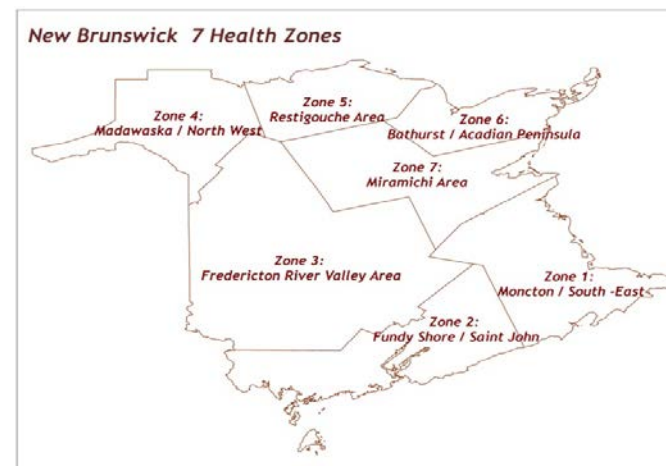 New Brunswick 7 Health Zones
Zone 5:
Restigouche Area
Zone 4:
Madawaska / North West
Zone 6:
Bathurst / Acadian Peninsula
Zone 7:
Miramichi Area
Zone 3:
Fredericton River Valley Area
Zone 1:
Moncton / South -East
Zone 2:
Fundy Shore / Saint John